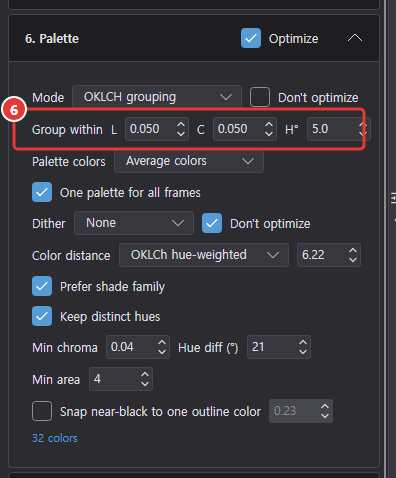 6. Palette Optimize
Mode OKLCH grouping Don't optimize
6
Group within L 0.050 C 0.050 H° 5.0
Palette colors Average colors
One palette for all frames
Dither None Don't optimize
Color distance OKLCh hue-weighted 6.22
Prefer shade family
Keep distinct hues
Min chroma 0.04 Hue diff (°) 21
Min area 4
Snap near-black to one outline color 0.23
32 colors